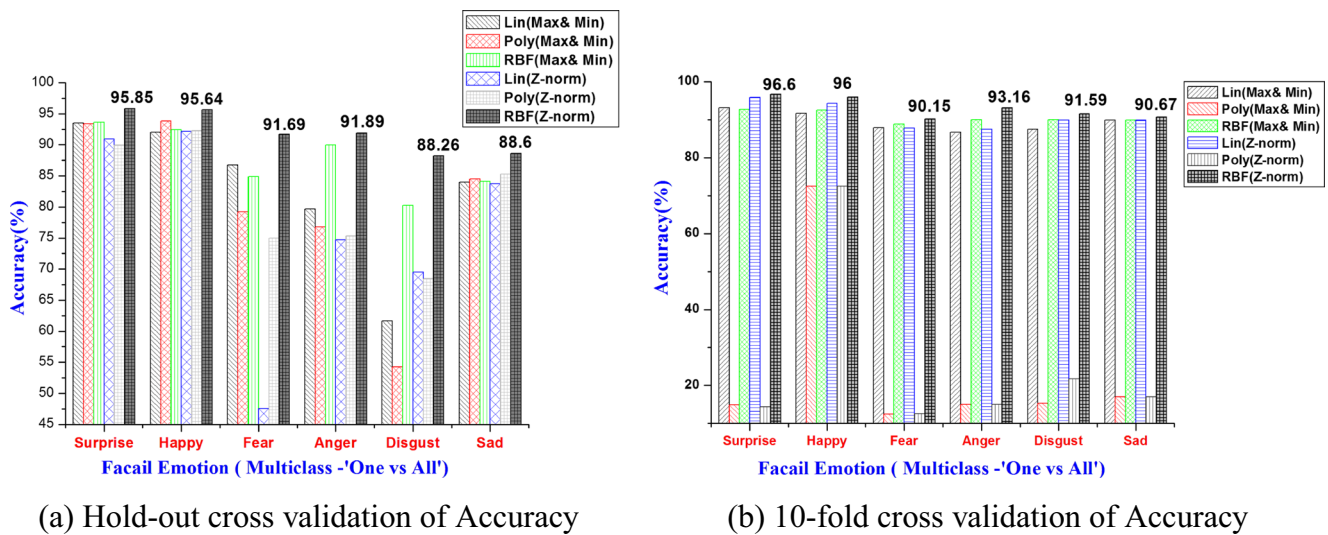 Lin(Max& Min)
Poly(Max& Min)
RBF(Max& Min)
Lin(Z-norm)
Poly(Z-norm)
RBF(Z-norm)
95.85
95.64
91.69
91.89
88.26
88.6
100
95
90
85
80
75
70
65
60
55
50
45
Accuracy(%)
Surprise Happy Fear Anger Disgust Sad
Facail Emotion ( Multiclass -'One vs All')
(a) Hold-out cross validation of Accuracy
Lin(Max& Min)
Poly(Max& Min)
RBF(Max& Min)
Lin(Z-norm)
Poly(Z-norm)
RBF(Z-norm)
96.6
96
90.15
93.16
91.59
90.67
100
80
60
40
20
Accuracy(%)
Surprise Happy Fear Anger Disgust Sad
Facail Emotion ( Multiclass -'One vs All')
(b) 10-fold cross validation of Accuracy